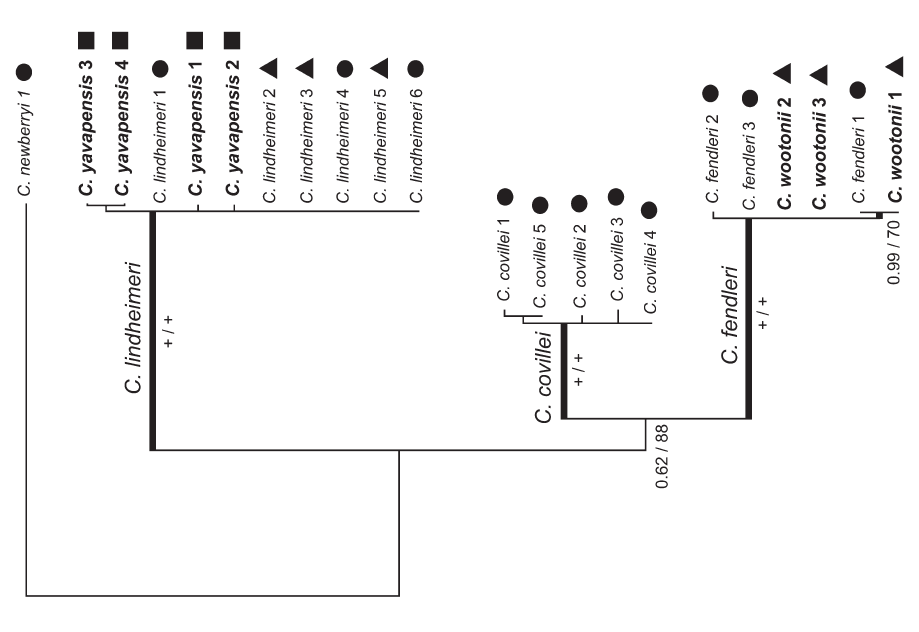 C. newberryi 1
C. yavapensis 3
C. yavapensis 4
C. lindheimeri 1
C. yavapensis 1
C. yavapensis 2
C. lindheimeri 2
C. lindheimeri 3
C. lindheimeri 4
C. lindheimeri 5
C. lindheimeri 6
C. lindheimeri
+ / +
C. covillei 1
C. covillei 5
C. covillei 2
C. covillei 3
C. covillei 4
C. covillei
+ / +
0.62 / 88
C. fendleri 2
C. fendleri 3
C. wootonii 2
C. wootonii 3
C. fendleri 1
C. wootonii 1
0.99 / 70
C. fendleri
+ / +